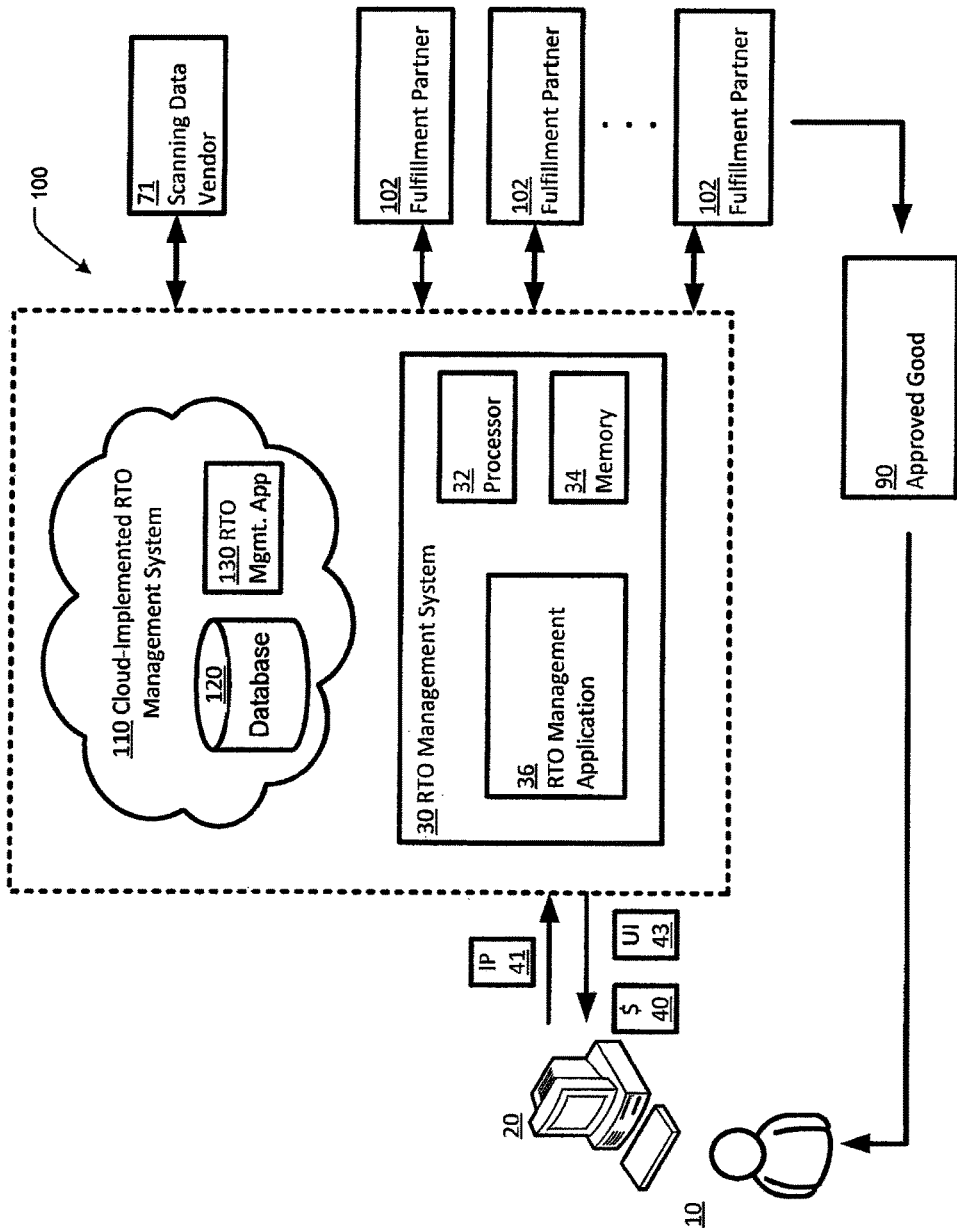 100
110 Cloud-Implemented RTO
Management System
120
Database
130 RTO
Mgmt. App
30 RTO Management System
36
RTO Management
Application
32
Processor
34
Memory
71
Scanning Data
Vendor
102
Fulfillment Partner
102
Fulfillment Partner
. . .
102
Fulfillment Partner
IP
41
$
40
UI
43
20
10
90
Approved Good